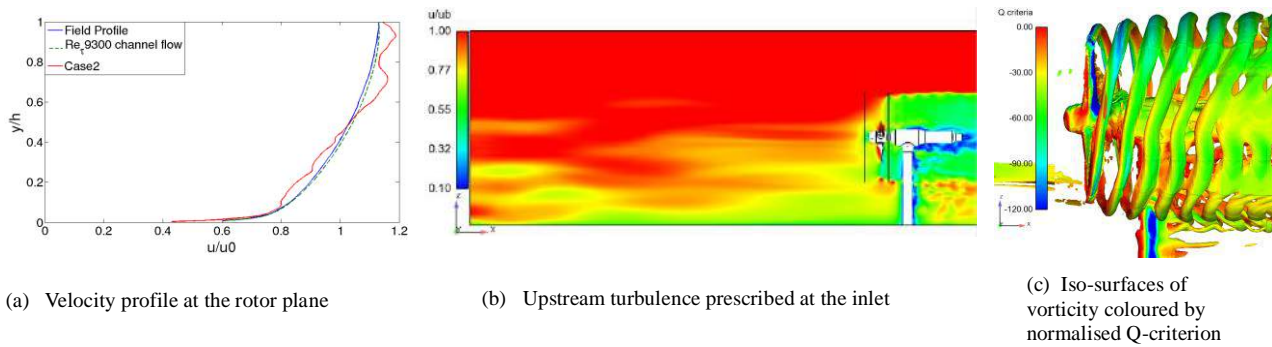 1
0.8
0.6
0.4
0.2
0
y/h
Field Profile
Reτ9300 channel flow
Case2
0 0.2 0.4 0.6 0.8 1 1.2
u/u0
u/ub
1.00
0.77
0.55
0.32
0.10
z
x
Q criteria
0.00
-30.00
-60.00
-90.00
-120.00
z
x
(a) Velocity profile at the rotor plane
(b) Upstream turbulence prescribed at the inlet
(c) Iso-surfaces of
vorticity coloured by
normalised Q-criterion